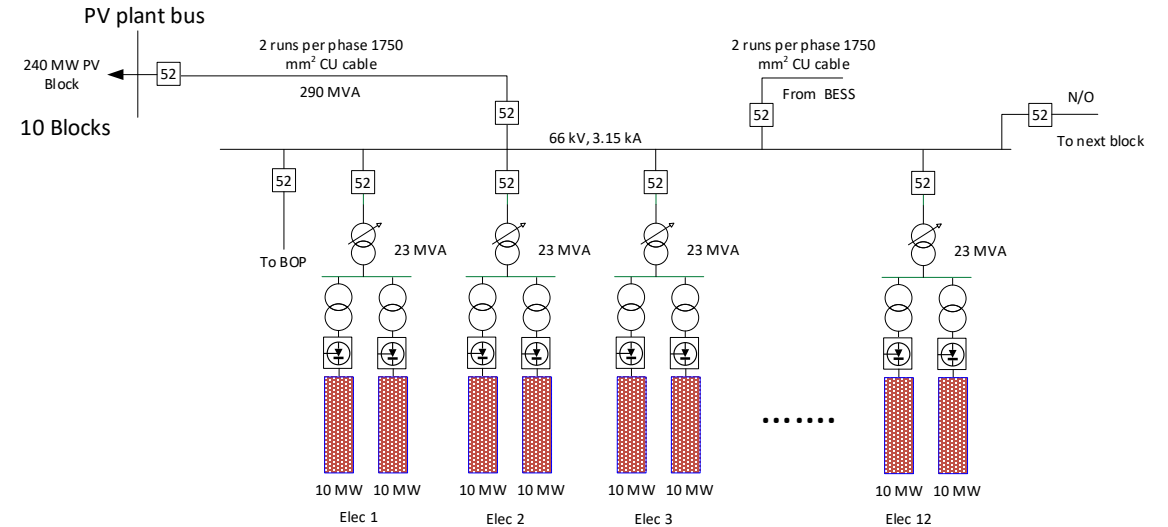 PV plant bus
2 runs per phase 1750
mm² CU cable
2 runs per phase 1750
mm² CU cable
240 MW PV
Block
52
290 MVA
From BESS
N/O
52
52
52
10 Blocks
66 kV, 3.15 kA
To next block
52
52
52
52
52
To BOP
23 MVA
23 MVA
23 MVA
23 MVA
.......
10 MW 10 MW
10 MW 10 MW
10 MW 10 MW
10 MW 10 MW
Elec 1
Elec 2
Elec 3
Elec 12